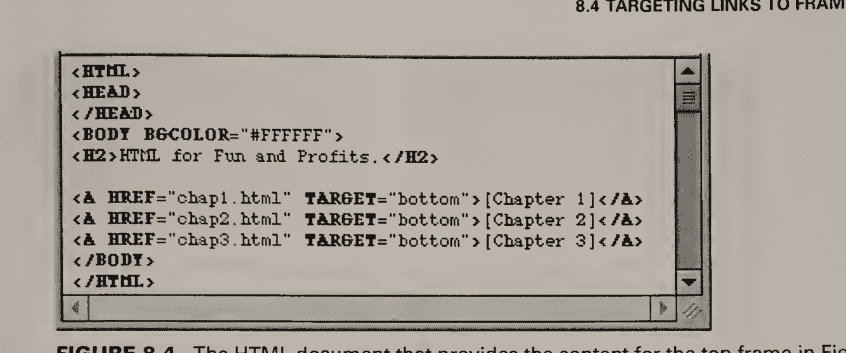 8.4 TARGETING LINKS TO FRAM
<HTML>
<HEAD>
</HEAD>
<BODY BGCOLOR="#FFFFFF">
<H2>HTML for Fun and Profits.</H2>
<A HREF="chap1.html" TARGET="bottom">[Chapter 1]</A>
<A HREF="chap2.html" TARGET="bottom">[Chapter 2]</A>
<A HREF="chap3.html" TARGET="bottom">[Chapter 3]</A>
</BODY>
</HTML>
FIGURE 8.4 The HTML document that provides the content for the top frame in Fig